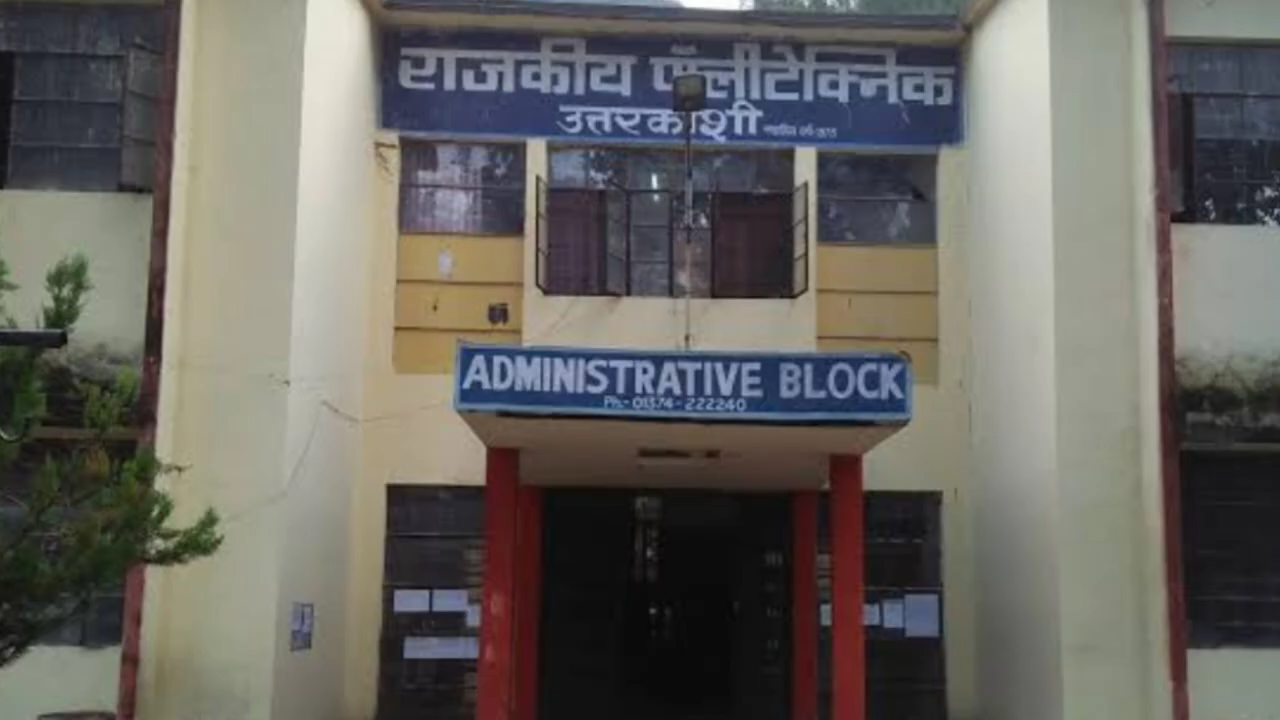 राजकीय पॉलीटेक्निक
उत्तरकाशी
ADMINISTRATIVE BLOCK
Ph.- 01374-222240